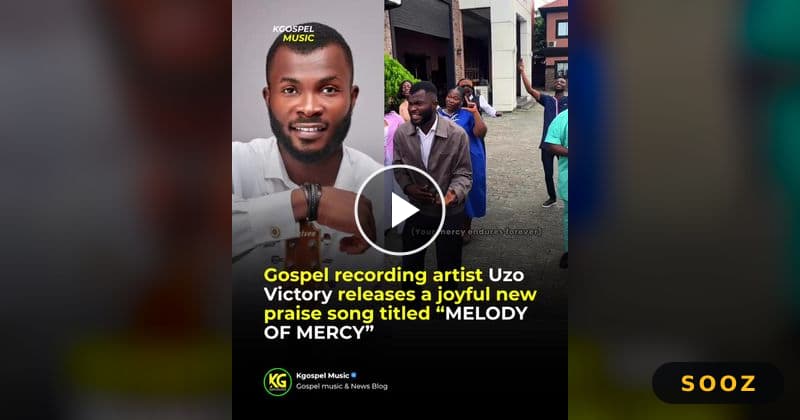 KGOSPEL
MUSIC
(Your mercy endures forever)
Gospel recording artist Uzo
Victory releases a joyful new
praise song titled “MELODY
OF MERCY”
KG
Kgospel Music
Gospel music & News Blog
SOOZ